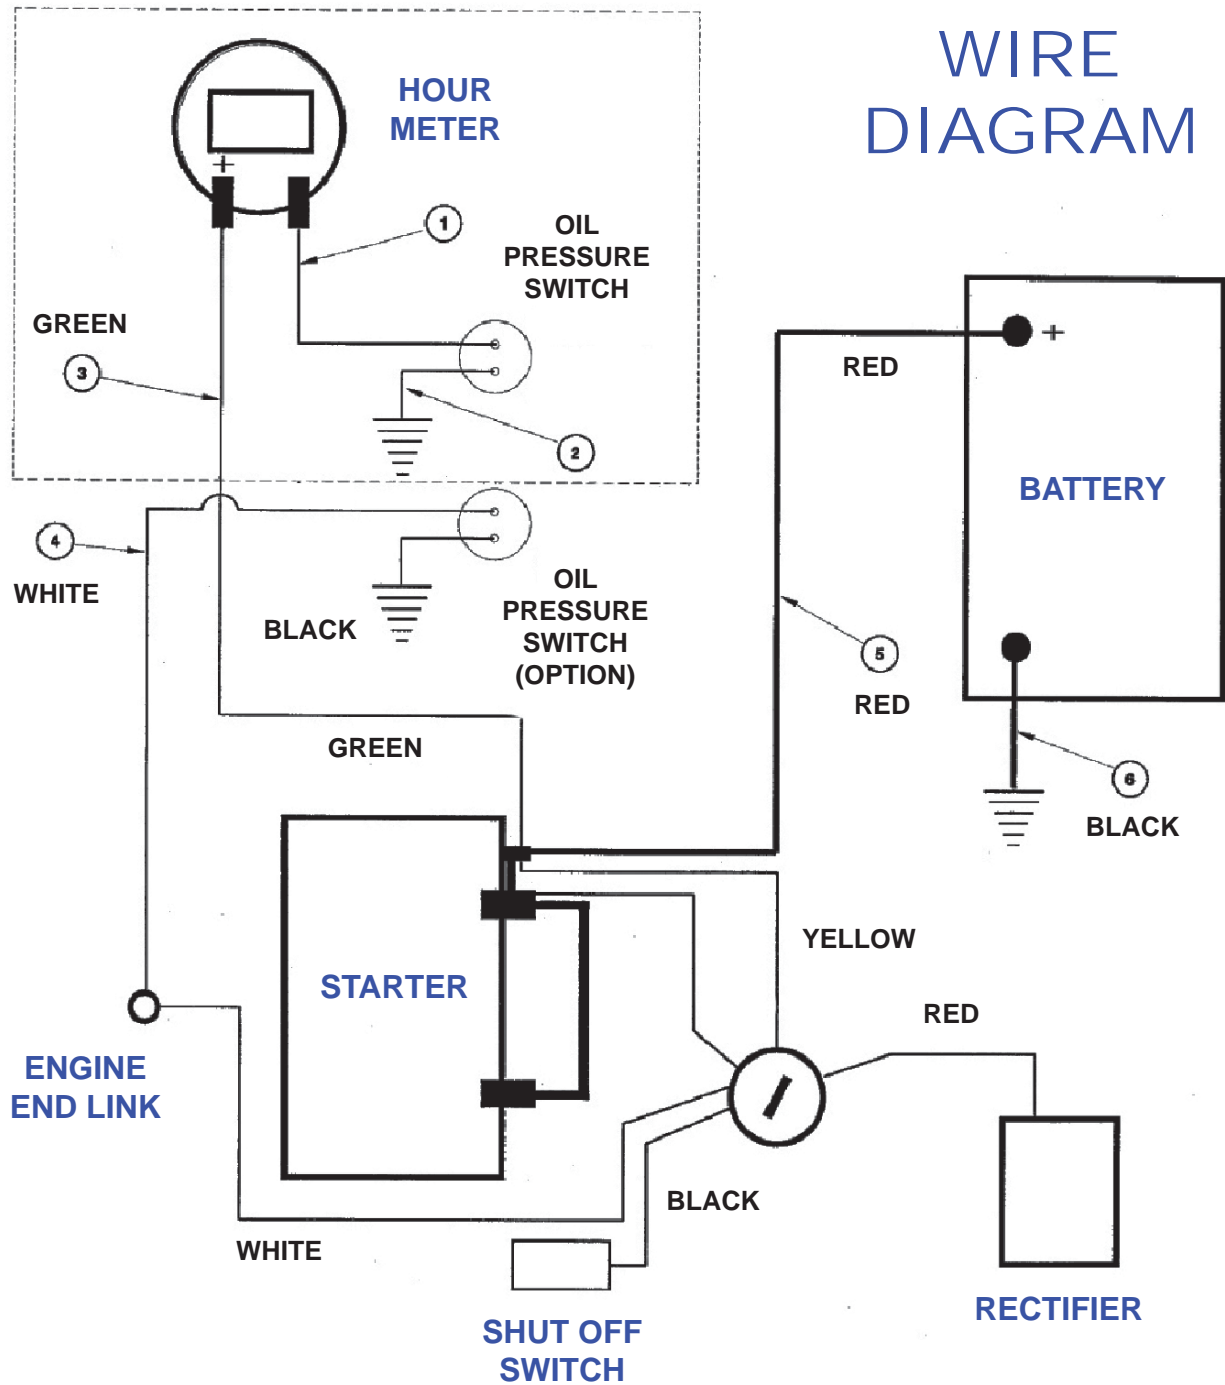 WIRE
DIAGRAM
HOUR
METER
+
1
OIL
PRESSURE
SWITCH
GREEN
3
2
+
RED
BATTERY
4
WHITE
BLACK
OIL
PRESSURE
SWITCH
(OPTION)
5
RED
GREEN
6
BLACK
YELLOW
STARTER
RED
ENGINE
END LINK
BLACK
WHITE
RECTIFIER
SHUT OFF
SWITCH